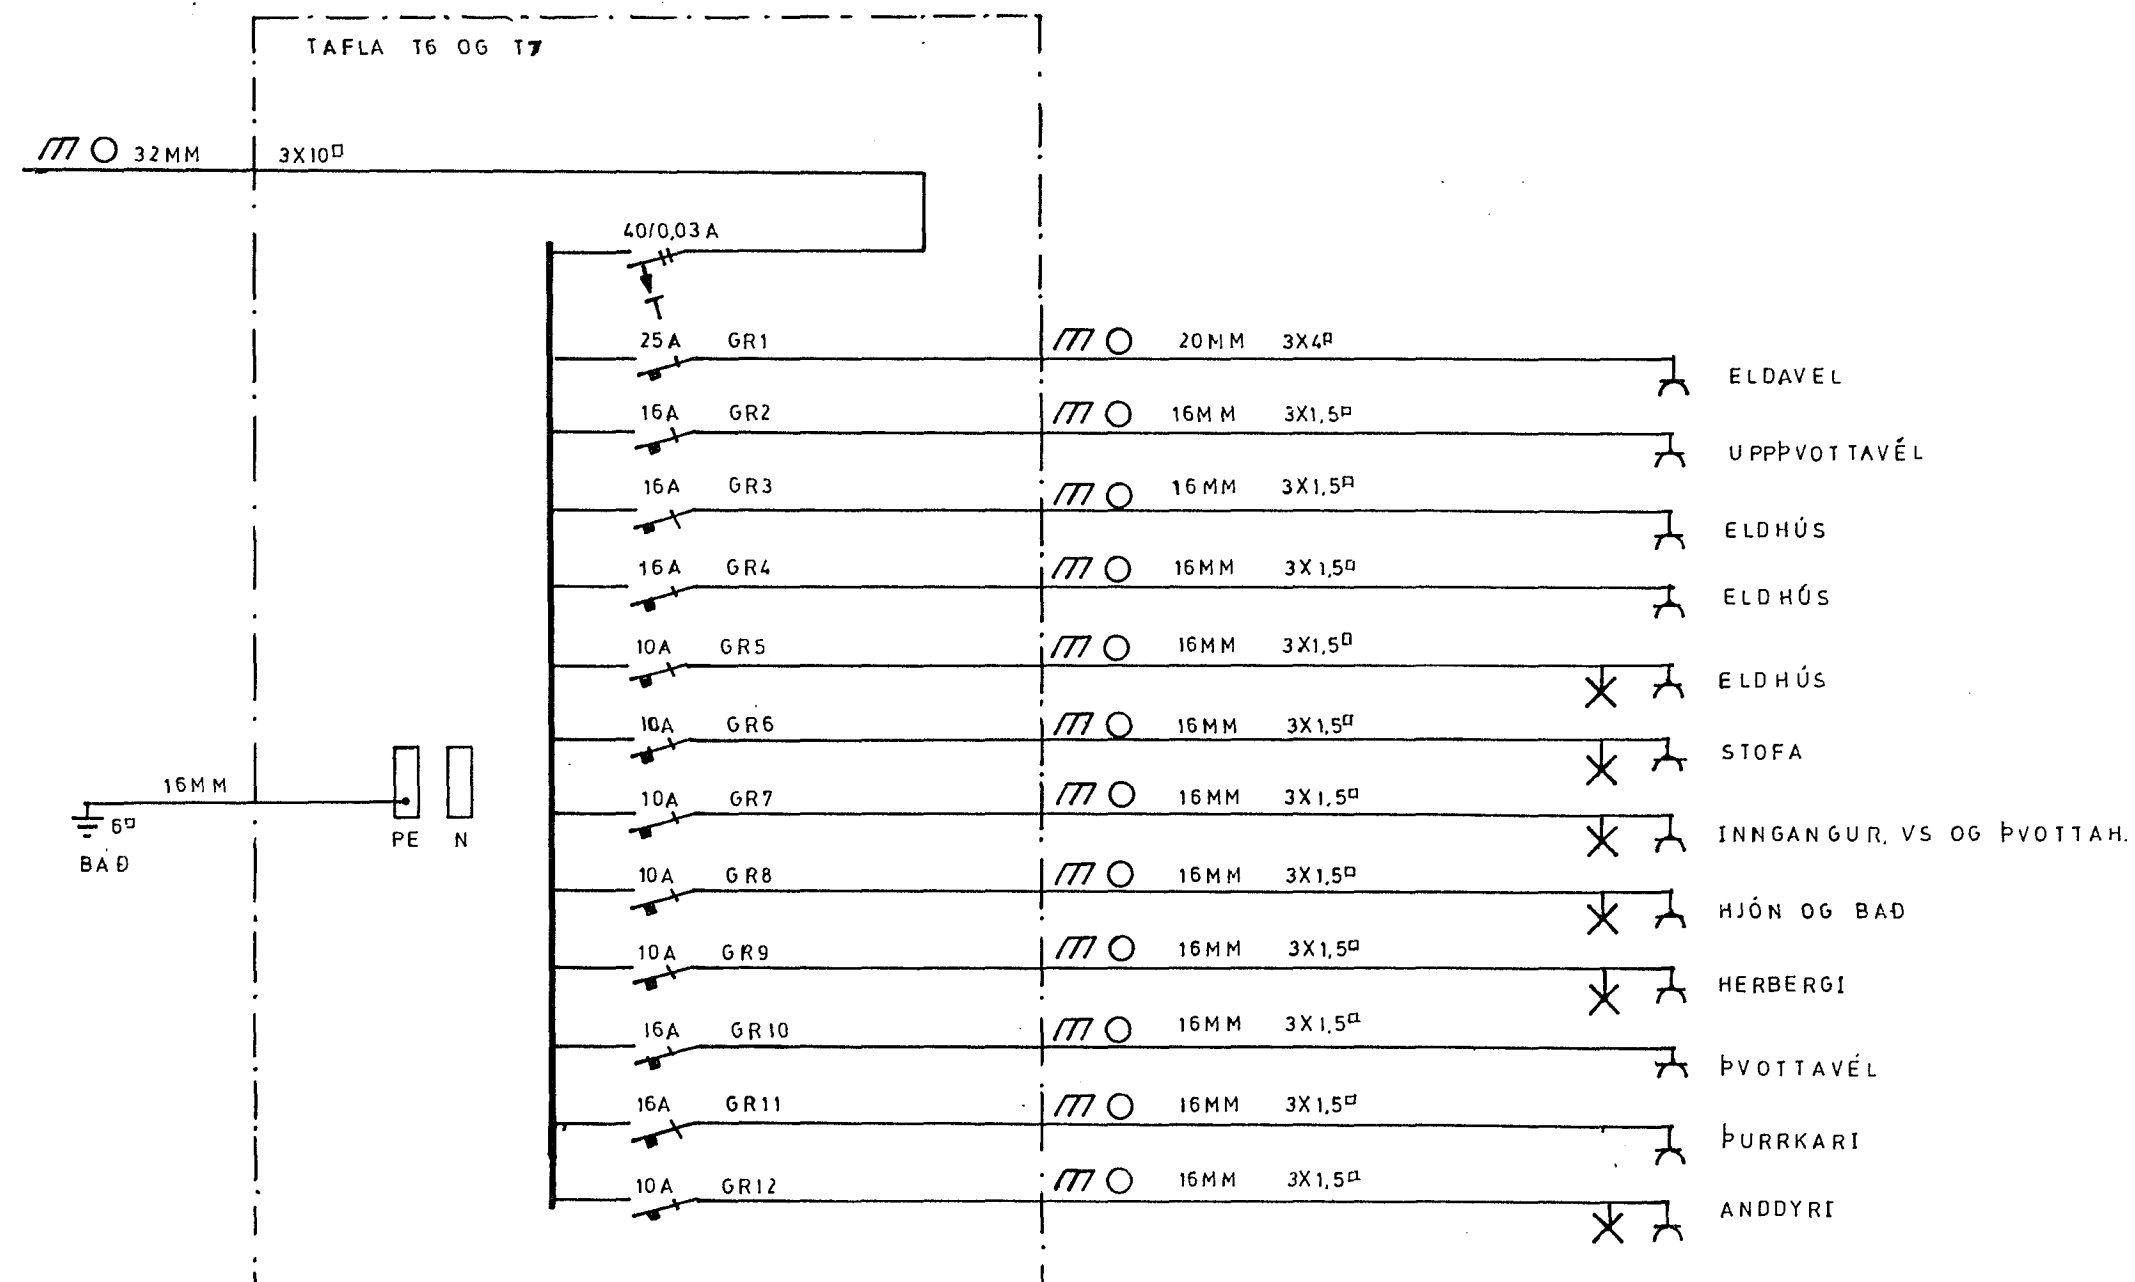 TAFLA T6 OG T7
32MM 3X10□
40/0,03 A
25A GR1 20MM 3X4□
ELDAVEL
16A GR2 16MM 3X1,5□
UPPÞVOTTAVÉL
16A GR3 16MM 3X1,5□
ELDHÚS
16A GR4 16MM 3X1,5□
ELDHÚS
10A GR5 16MM 3X1,5□
ELDHÚS
10A GR6 16MM 3X1,5□
STOFA
10A GR7 16MM 3X1,5□
INNGANGUR, VS OG ÞVOTTAH.
10A GR8 16MM 3X1,5□
HJÓN OG BAÐ
10A GR9 16MM 3X1,5□
HERBERGI
16A GR10 16MM 3X1,5□
ÞVOTTAVÉL
16A GR11 16MM 3X1,5□
ÞURRKARI
10A GR12 16MM 3X1,5□
ANDDYRI
16MM
6□
BAÐ
PE N